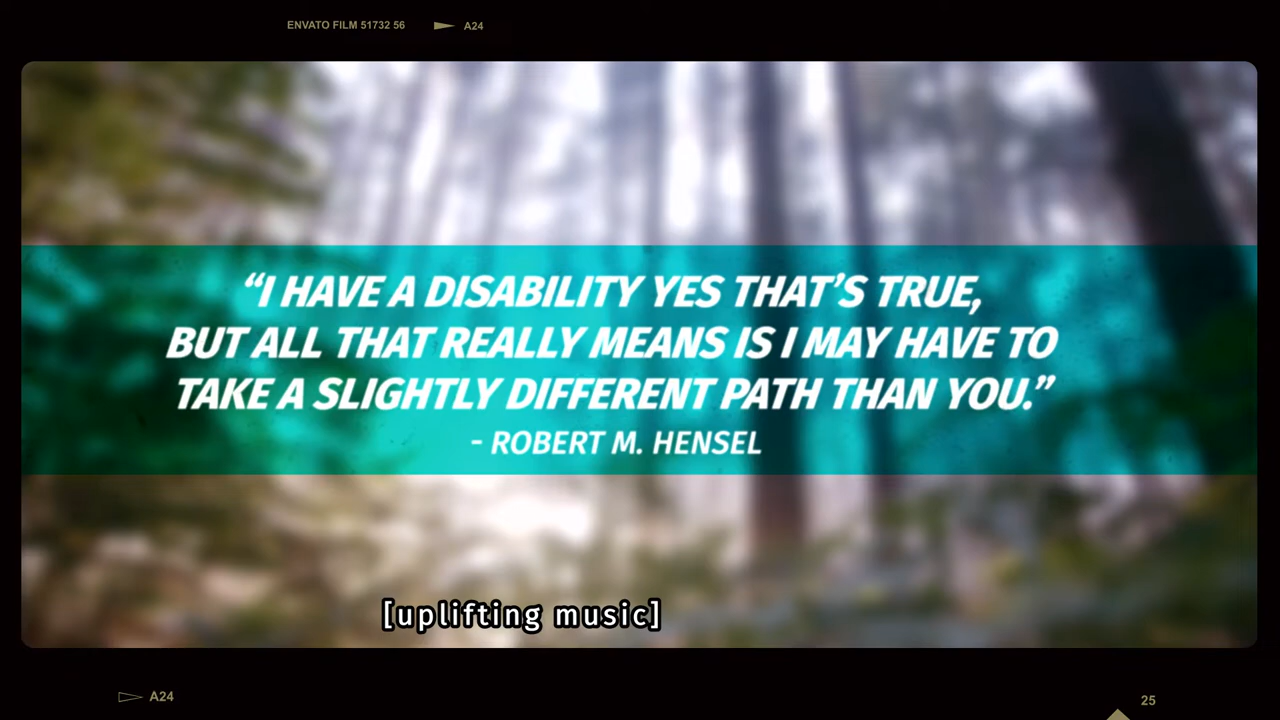 ENVATO FILM 51732 56 A24
“I HAVE A DISABILITY YES THAT’S TRUE,
BUT ALL THAT REALLY MEANS IS I MAY HAVE TO
TAKE A SLIGHTLY DIFFERENT PATH THAN YOU.”
- ROBERT M. HENSEL
[uplifting music]
A24
25